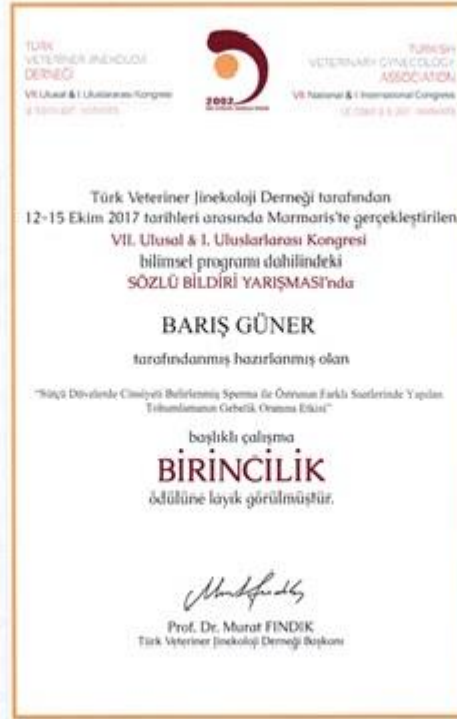 TÜRK
VETERİNER JİNEKOLOJİ
DERNEĞİ
VII. Ulusal & I. Uluslararası Kongresi
TURKISH
VETERINARY GYNECOLOGY
ASSOCIATION
VII. National & I. International Congress
2002
Türk Veteriner Jinekoloji Derneği tarafından
12-15 Ekim 2017 tarihleri arasında Marmaris'te gerçekleştirilen
VII. Ulusal & I. Uluslarlarası Kongresi
bilimsel programı dahilindeki
SÖZLÜ BİLDİRİ YARIŞMASI'nda
BARIŞ GÜNER
tarafındanmış hazırlanmış olan
"Sütçü Düvelerde Cinsiyeti Belirlenmiş Sperma ile Östrusun Farklı Saatlerinde Yapılan
Tohumlamanın Gebelik Oranına Etkisi"
başlıklı çalışma
BİRİNCİLİK
ödülüne layık görülmüştür.
Prof. Dr. Murat FINDIK
Türk Veteriner Jinekoloji Derneği Başkanı